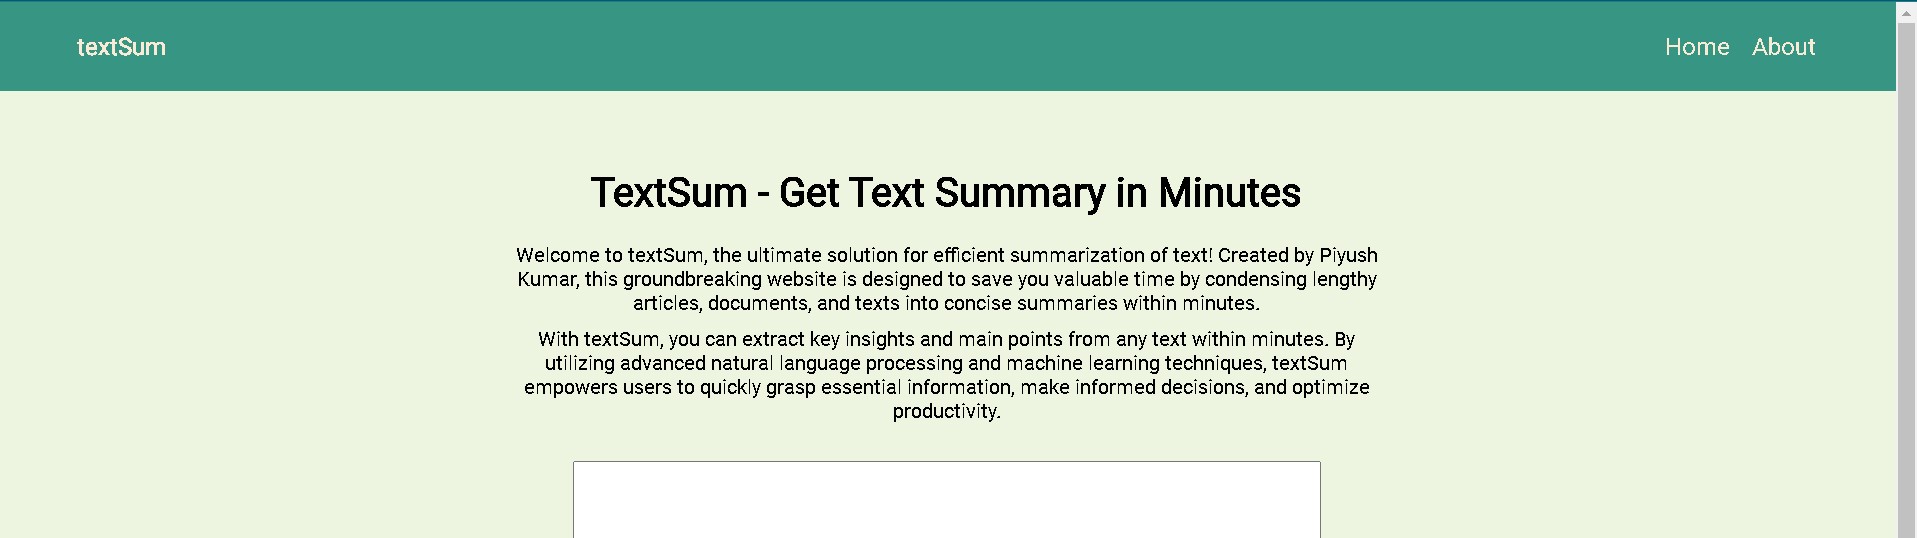 textSum
Home About
TextSum - Get Text Summary in Minutes
Welcome to textSum, the ultimate solution for efficient summarization of text! Created by Piyush
Kumar, this groundbreaking website is designed to save you valuable time by condensing lengthy
articles, documents, and texts into concise summaries within minutes.
With textSum, you can extract key insights and main points from any text within minutes. By
utilizing advanced natural language processing and machine learning techniques, textSum
empowers users to quickly grasp essential information, make informed decisions, and optimize
productivity.